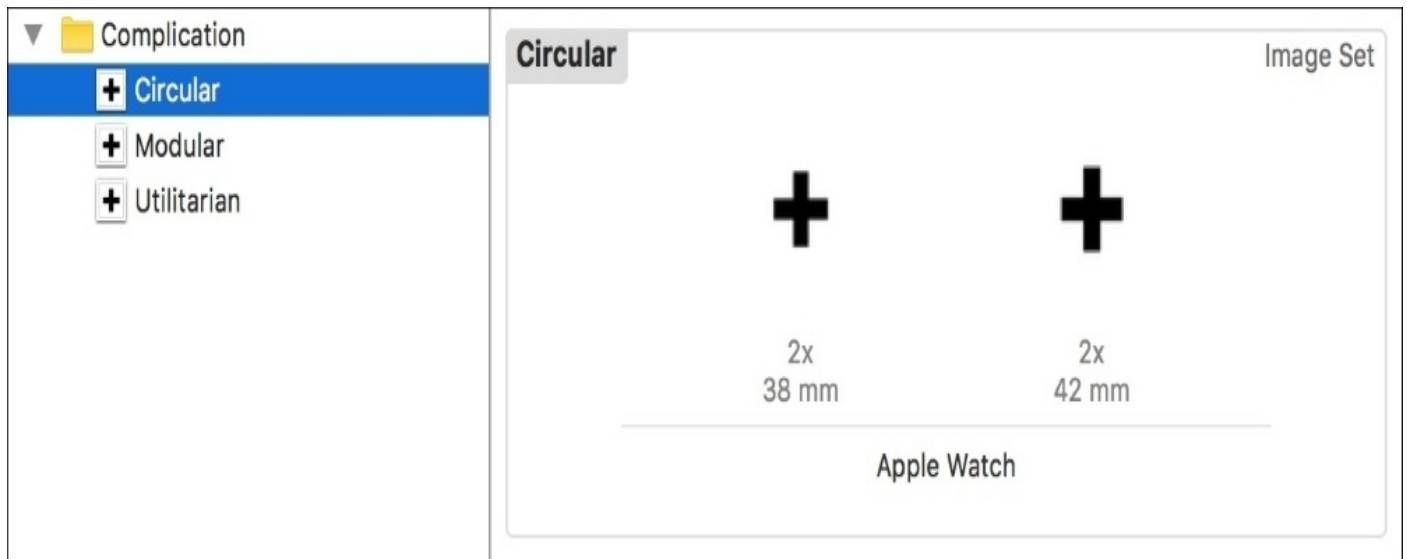 Complication
Circular
Modular
Utilitarian
Circular
Image Set
2x
2x
38 mm
42 mm
Apple Watch